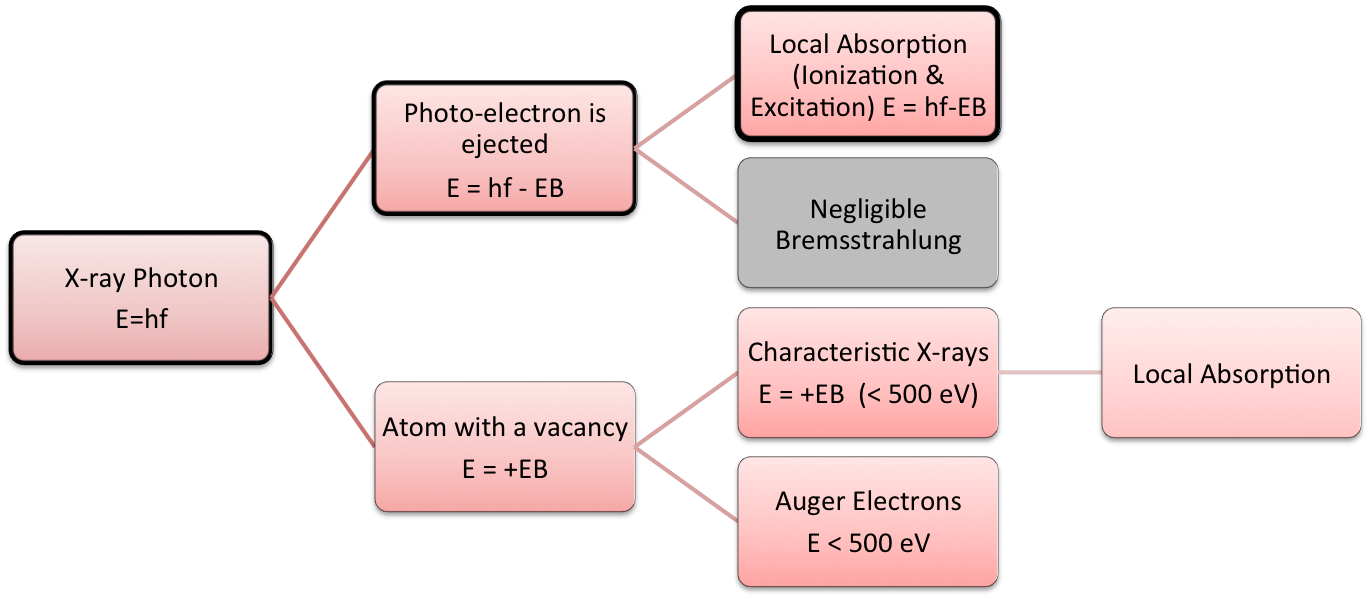 X-ray Photon
E=hf
Photo-electron is
ejected
E = hf - EB
Local Absorption
(Ionization &
Excitation) E = hf-EB
Negligible
Bremsstrahlung
Atom with a vacancy
E = +EB
Characteristic X-rays
E = +EB (< 500 eV)
Local Absorption
Auger Electrons
E < 500 eV